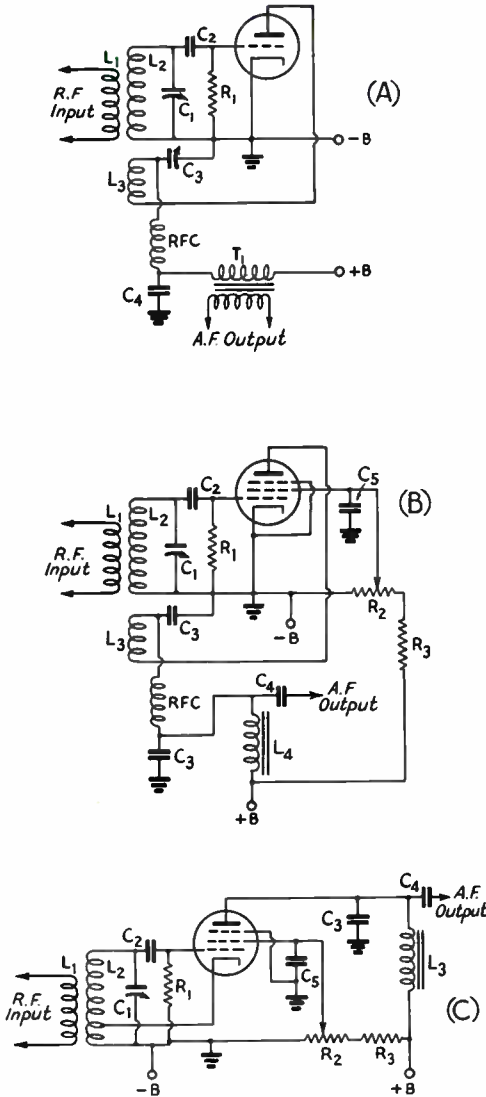 C2
L1
L2
R.F.
Input
C1
R1
(A)
-B
C3
L3
RFC
T1
+B
C4
A.F. Output
C2
C5
(B)
L1
L2
R.F.
Input
C1
R1
R2
-B
C3
L3
R3
RFC
C4
A.F.
Output
C3
L4
+B
C4
A.F.
Output
C2
C3
L1
L2
R1
C5
L3
R.F.
Input
C1
(C)
R2
R3
-B
+B